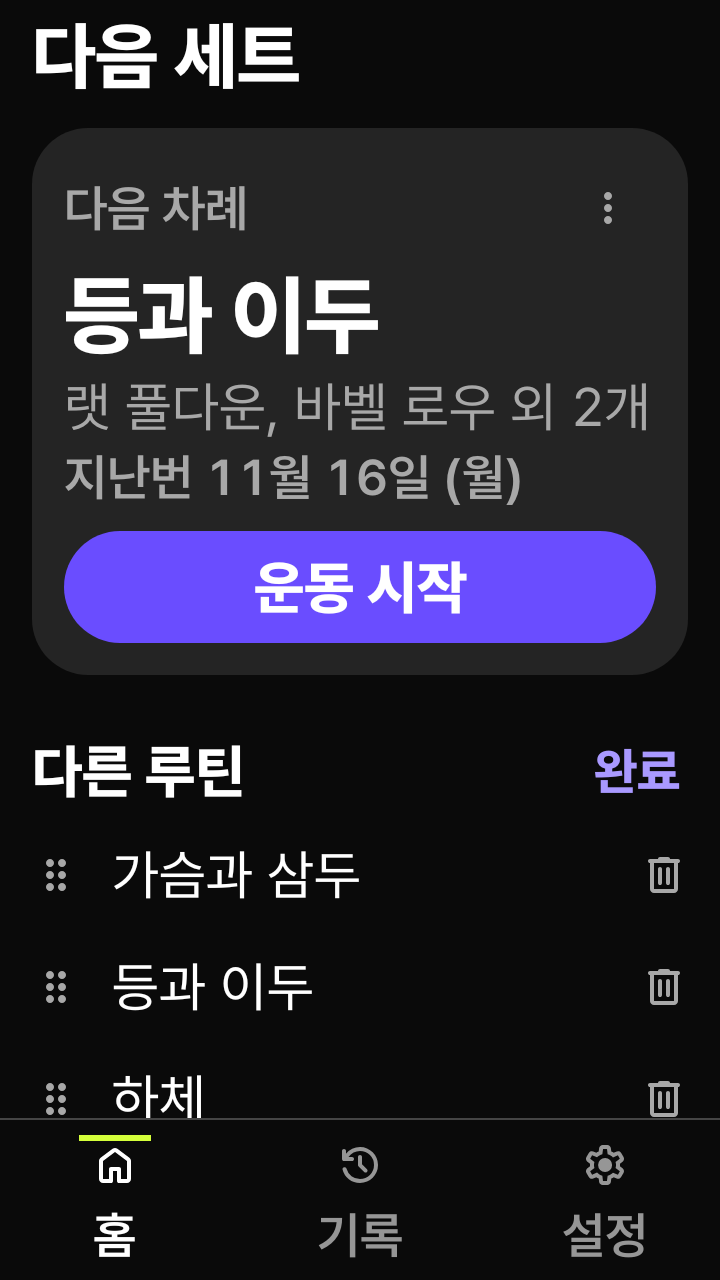 다음 세트
다음 차례
등과 이두
랫 풀다운, 바벨 로우 외 2개
지난번 11월 16일 (월)
운동 시작
다른 루틴
완료
가슴과 삼두
등과 이두
하체
홈
기록
설정